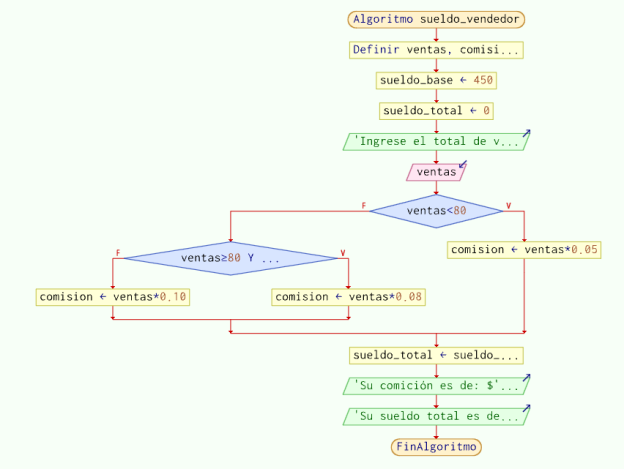 Algoritmo sueldo_vendedor
Definir ventas, comisi...
sueldo_base ← 450
sueldo_total ← 0
'Ingrese el total de v...
ventas
F
ventas<80
V
comision ← ventas*0.05
F
ventas≥80 Y ...
V
comision ← ventas*0.10
comision ← ventas*0.08
sueldo_total ← sueldo_...
'Su comición es de: $'...
'Su sueldo total es de...
FinAlgoritmo